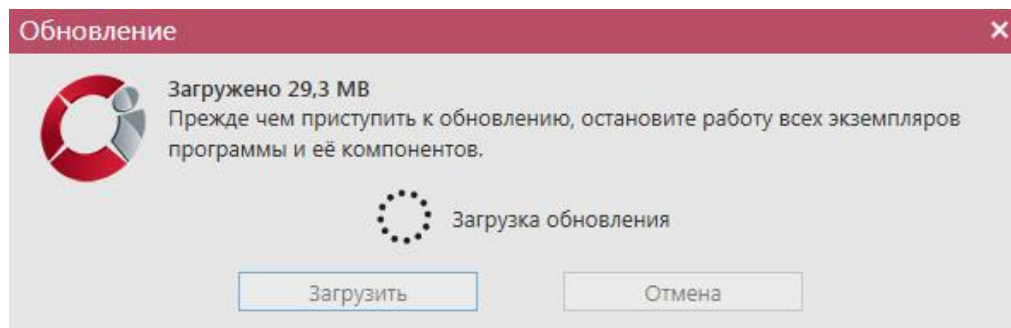 Обновление
Загружено 29,3 MB
Прежде чем приступить к обновлению, остановите работу всех экземпляров
программы и её компонентов.
Загрузка обновления
Загрузить
Отмена